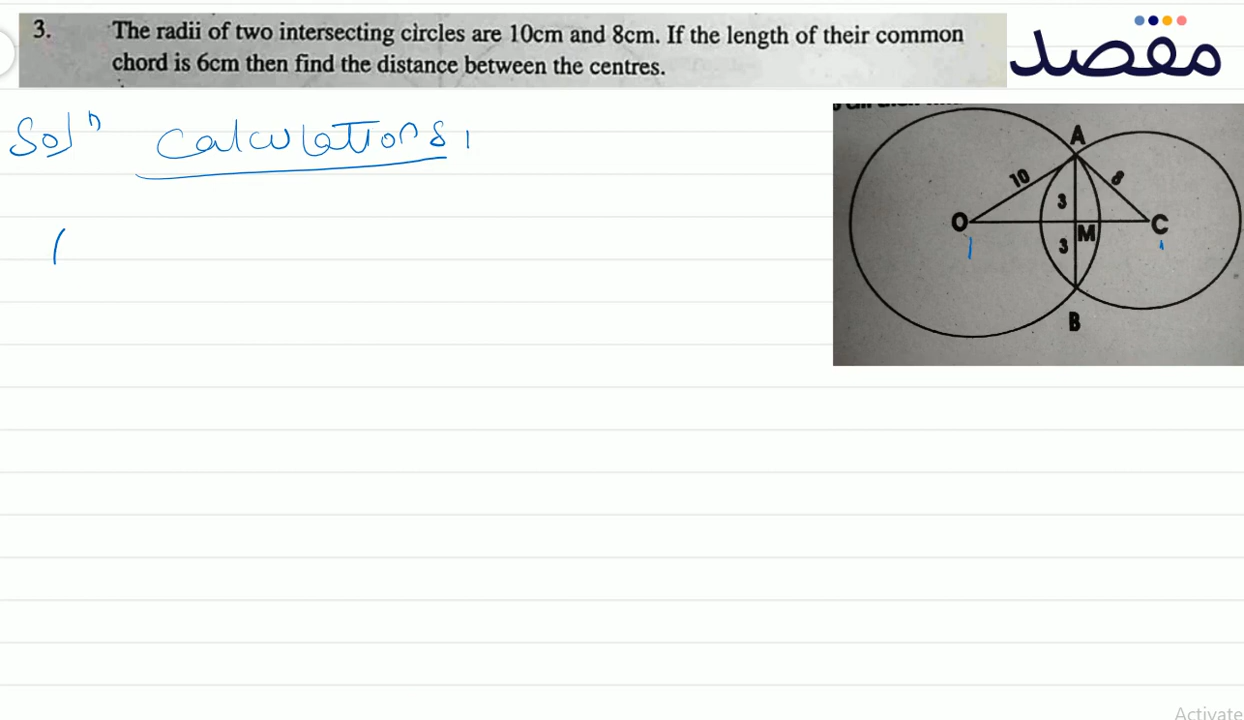 3. The radii of two intersecting circles are 10cm and 8cm. If the length of their common
chord is 6cm then find the distance between the centres.
مقصد
Solⁿ Calculations
A
10 8
3
O M C
3
B
Activate